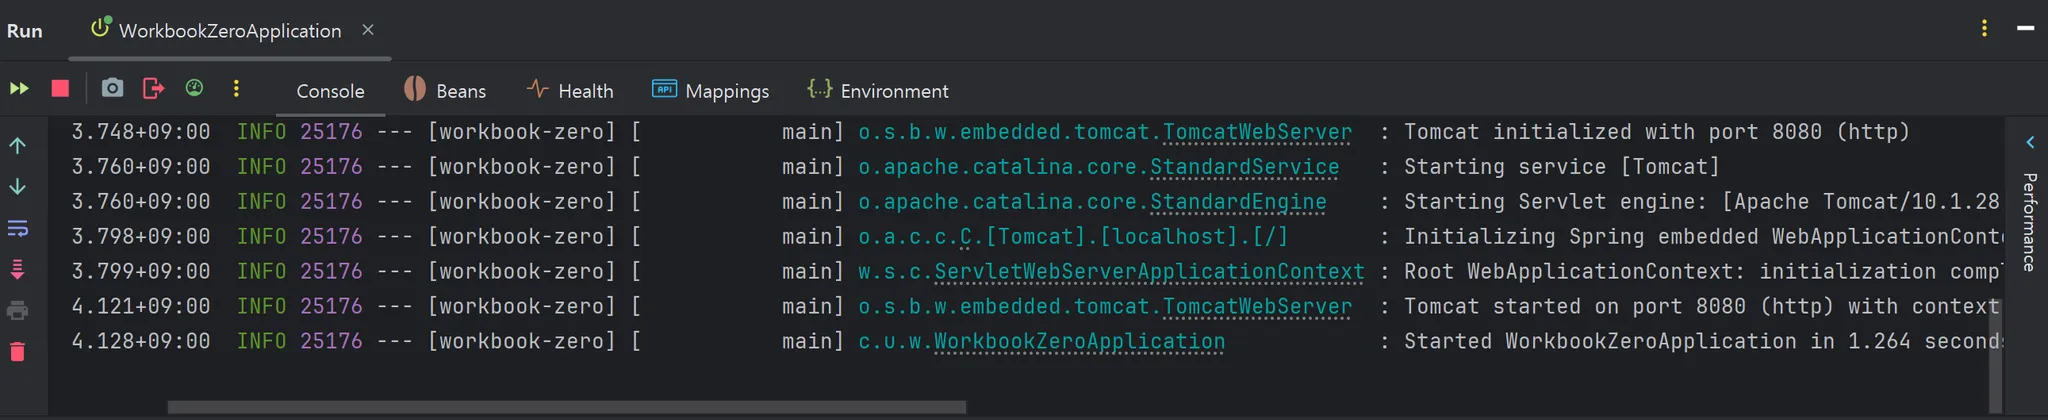 Run WorkbookZeroApplication
Console Beans Health API Mappings {...} Environment
3.748+09:00 INFO 25176 --- [workbook-zero] [ main] o.s.b.w.embedded.tomcat.TomcatWebServer : Tomcat initialized with port 8080 (http)
3.760+09:00 INFO 25176 --- [workbook-zero] [ main] o.apache.catalina.core.StandardService : Starting service [Tomcat]
3.760+09:00 INFO 25176 --- [workbook-zero] [ main] o.apache.catalina.core.StandardEngine : Starting Servlet engine: [Apache Tomcat/10.1.28
3.798+09:00 INFO 25176 --- [workbook-zero] [ main] o.a.c.c.C.[Tomcat].[localhost].[/] : Initializing Spring embedded WebApplicationCont
3.799+09:00 INFO 25176 --- [workbook-zero] [ main] w.s.c.ServletWebServerApplicationContext : Root WebApplicationContext: initialization compl
4.121+09:00 INFO 25176 --- [workbook-zero] [ main] o.s.b.w.embedded.tomcat.TomcatWebServer : Tomcat started on port 8080 (http) with context
4.128+09:00 INFO 25176 --- [workbook-zero] [ main] c.u.w.WorkbookZeroApplication : Started WorkbookZeroApplication in 1.264 seconds
Performance